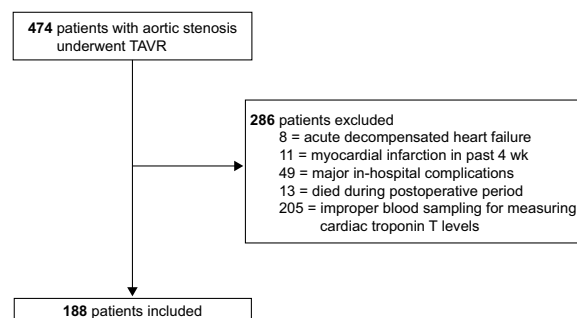 474 patients with aortic stenosis
underwent TAVR
286 patients excluded
8 = acute decompensated heart failure
11 = myocardial infarction in past 4 wk
49 = major in-hospital complications
13 = died during postoperative period
205 = improper blood sampling for measuring
cardiac troponin T levels
188 patients included